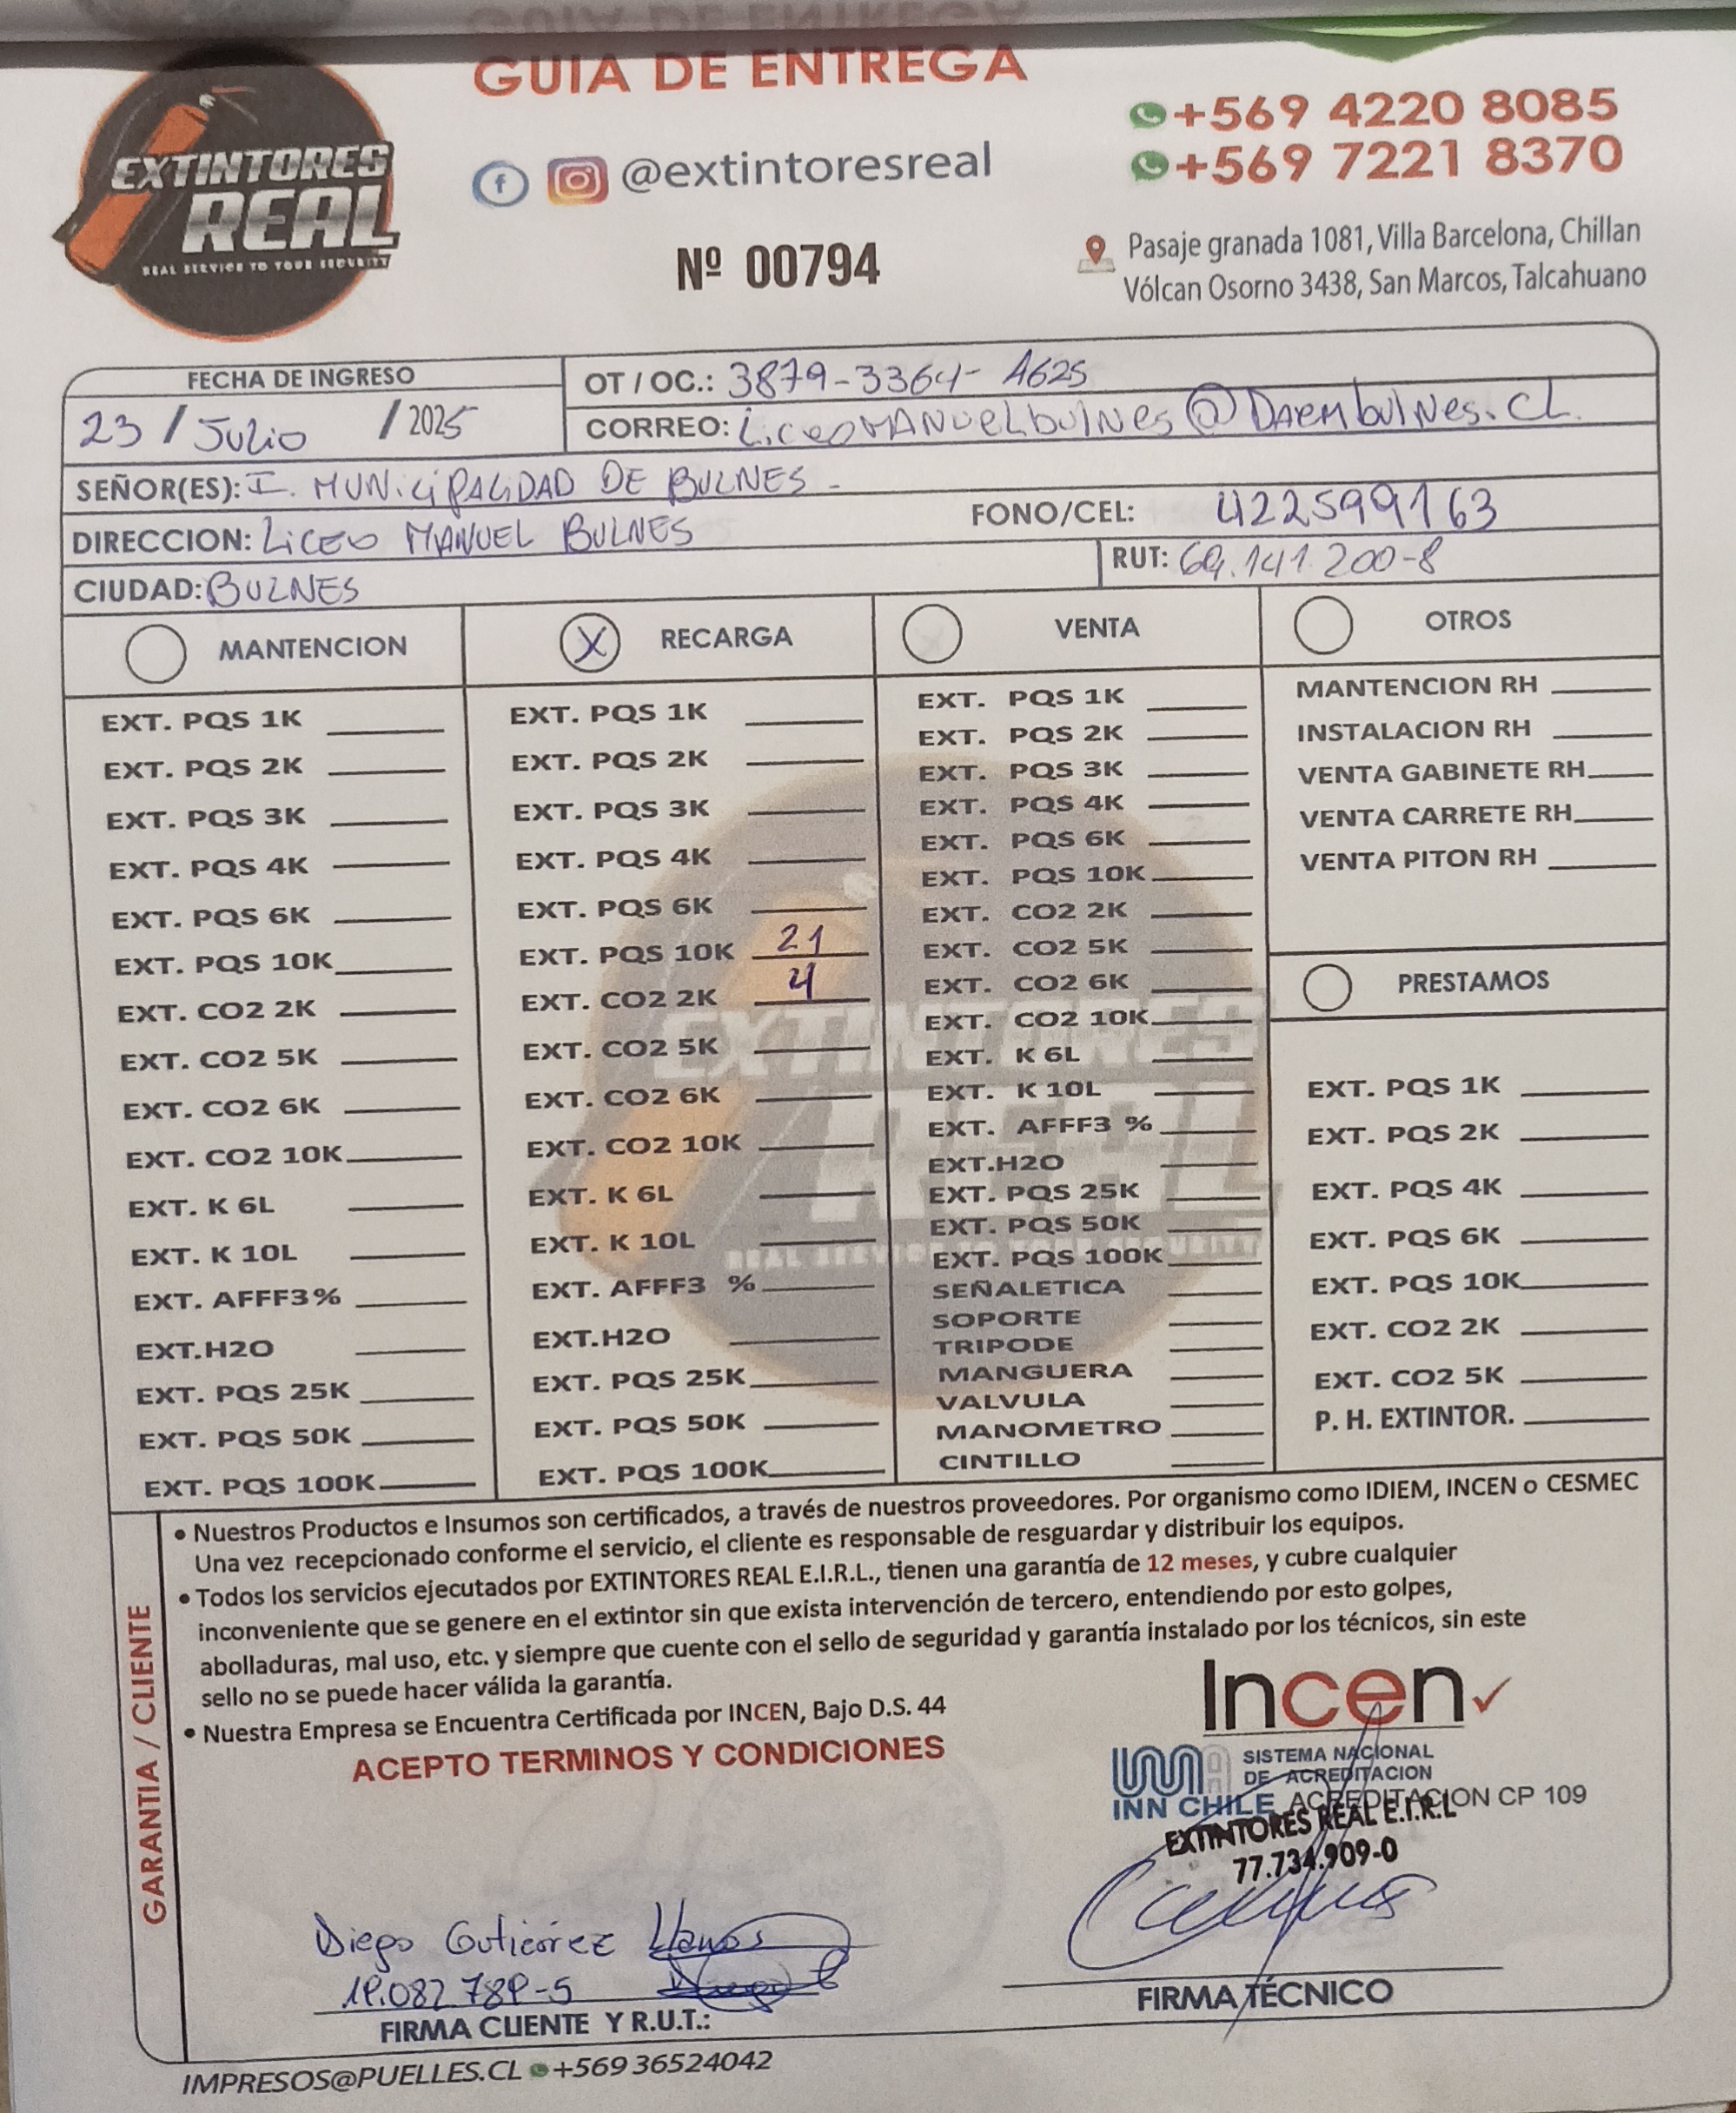 GUIA DE ENTREGA
EXTINTORES
REAL
REAL SERVICE TO YOUR SECURITY
@extintoresreal
Nº 00794
+569 4220 8085
+569 7221 8370
Pasaje granada 1081, Villa Barcelona, Chillan
Vólcan Osorno 3438, San Marcos, Talcahuano
FECHA DE INGRESO
23 / Julio / 2025
OT / OC.: 3879-3364- A625
CORREO: LiceoMANUelbulNes@DaembulNes.CL
SEÑOR(ES): I. MUNiCiPALiDAD DE BULNES -
DIRECCION: LiCEO MANUEL BULNES
FONO/CEL: 422599163
CIUDAD: BULNES
RUT: 69.141.200-8
MANTENCION
EXT. PQS 1K
EXT. PQS 2K
EXT. PQS 3K
EXT. PQS 4K
EXT. PQS 6K
EXT. PQS 10K
EXT. CO2 2K
EXT. CO2 5K
EXT. CO2 6K
EXT. CO2 10K
EXT. K 6L
EXT. K 10L
EXT. AFFF3%
EXT.H2O
EXT. PQS 25K
EXT. PQS 50K
EXT. PQS 100K
X RECARGA
EXT. PQS 1K
EXT. PQS 2K
EXT. PQS 3K
EXT. PQS 4K
EXT. PQS 6K
EXT. PQS 10K 21
EXT. CO2 2K 4
EXT. CO2 5K
EXT. CO2 6K
EXT. CO2 10K
EXT. K 6L
EXT. K 10L
EXT. AFFF3 %
EXT.H2O
EXT. PQS 25K
EXT. PQS 50K
EXT. PQS 100K
VENTA
EXT. PQS 1K
EXT. PQS 2K
EXT. PQS 3K
EXT. PQS 4K
EXT. PQS 6K
EXT. PQS 10K
EXT. CO2 2K
EXT. CO2 5K
EXT. CO2 6K
EXT. CO2 10K
EXT. K 6L
EXT. K 10L
EXT. AFFF3 %
EXT.H2O
EXT. PQS 25K
EXT. PQS 50K
EXT. PQS 100K
SEÑALETICA
SOPORTE
TRIPODE
MANGUERA
VALVULA
MANOMETRO
CINTILLO
OTROS
MANTENCION RH
INSTALACION RH
VENTA GABINETE RH
VENTA CARRETE RH
VENTA PITON RH
PRESTAMOS
EXT. PQS 1K
EXT. PQS 2K
EXT. PQS 4K
EXT. PQS 6K
EXT. PQS 10K
EXT. CO2 2K
EXT. CO2 5K
P. H. EXTINTOR.
EXTINTORES
REAL
REAL SERVICE TO YOUR SECURITY
GARANTIA / CLIENTE
• Nuestros Productos e Insumos son certificados, a través de nuestros proveedores. Por organismo como IDIEM, INCEN o CESMEC
Una vez recepcionado conforme el servicio, el cliente es responsable de resguardar y distribuir los equipos.
• Todos los servicios ejecutados por EXTINTORES REAL E.I.R.L., tienen una garantía de 12 meses, y cubre cualquier
inconveniente que se genere en el extintor sin que exista intervención de tercero, entendiendo por esto golpes,
abolladuras, mal uso, etc. y siempre que cuente con el sello de seguridad y garantía instalado por los técnicos, sin este
sello no se puede hacer válida la garantía.
• Nuestra Empresa se Encuentra Certificada por INCEN, Bajo D.S. 44
ACEPTO TERMINOS Y CONDICIONES
Incen
INN CHILE
SISTEMA NACIONAL
DE ACREDITACION
ACREDITACION CP 109
EXTINTORES REAL E.I.R.L
77.734.909-0
Diego Gutiérrez Llanos
19.082 789-5
FIRMA CLIENTE Y R.U.T.:
FIRMA TÉCNICO
IMPRESOS@PUELLES.CL +569 36524042